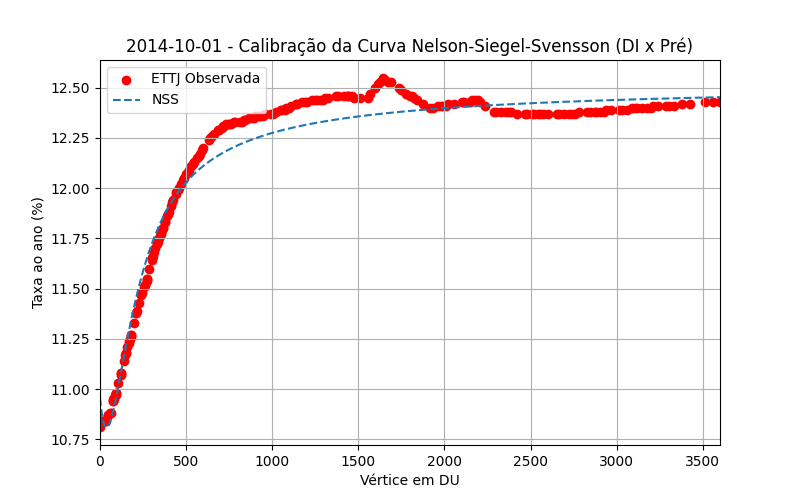 2014-10-01 - Calibração da Curva Nelson-Siegel-Svensson (DI x Pré)
ETTJ Observada
NSS
Taxa ao ano (%)
12.50
12.25
12.00
11.75
11.50
11.25
11.00
10.75
0 500 1000 1500 2000 2500 3000 3500
Vértice em DU